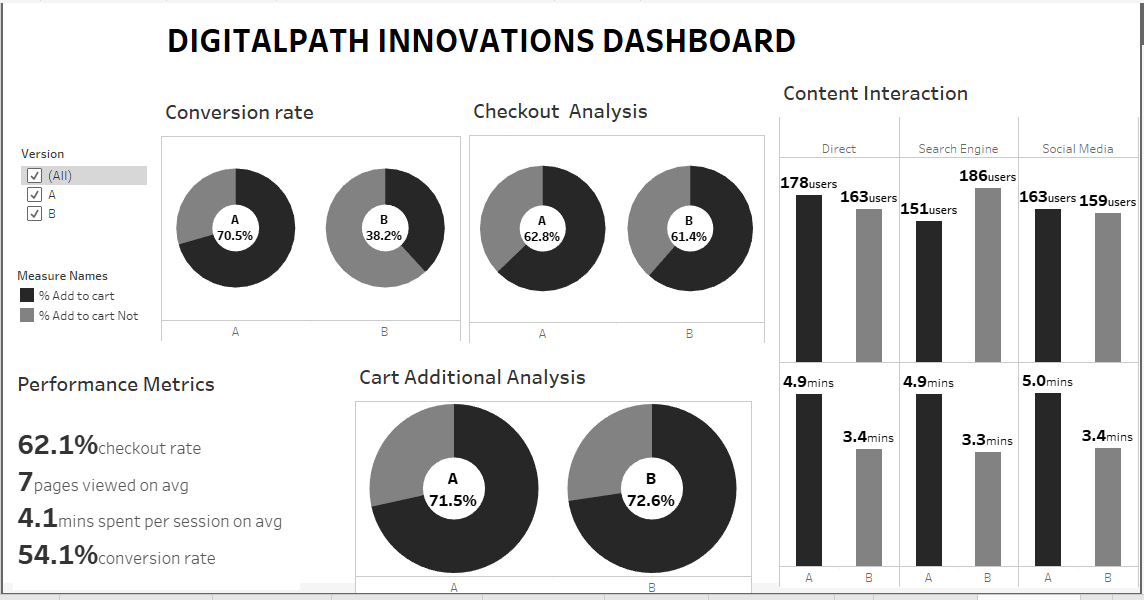 DIGITALPATH INNOVATIONS DASHBOARD
Version
(All)
A
B
Measure Names
% Add to cart
% Add to cart Not
Conversion rate
A
70.5%
B
38.2%
A B
Checkout Analysis
A
62.8%
B
61.4%
A B
Content Interaction
Direct Search Engine Social Media
178users 163users 151users 186users 163users 159users
4.9mins 3.4mins 4.9mins 3.3mins 5.0mins 3.4mins
A B A B A B
Performance Metrics
62.1%checkout rate
7pages viewed on avg
4.1mins spent per session on avg
54.1%conversion rate
Cart Additional Analysis
A
71.5%
B
72.6%
A B